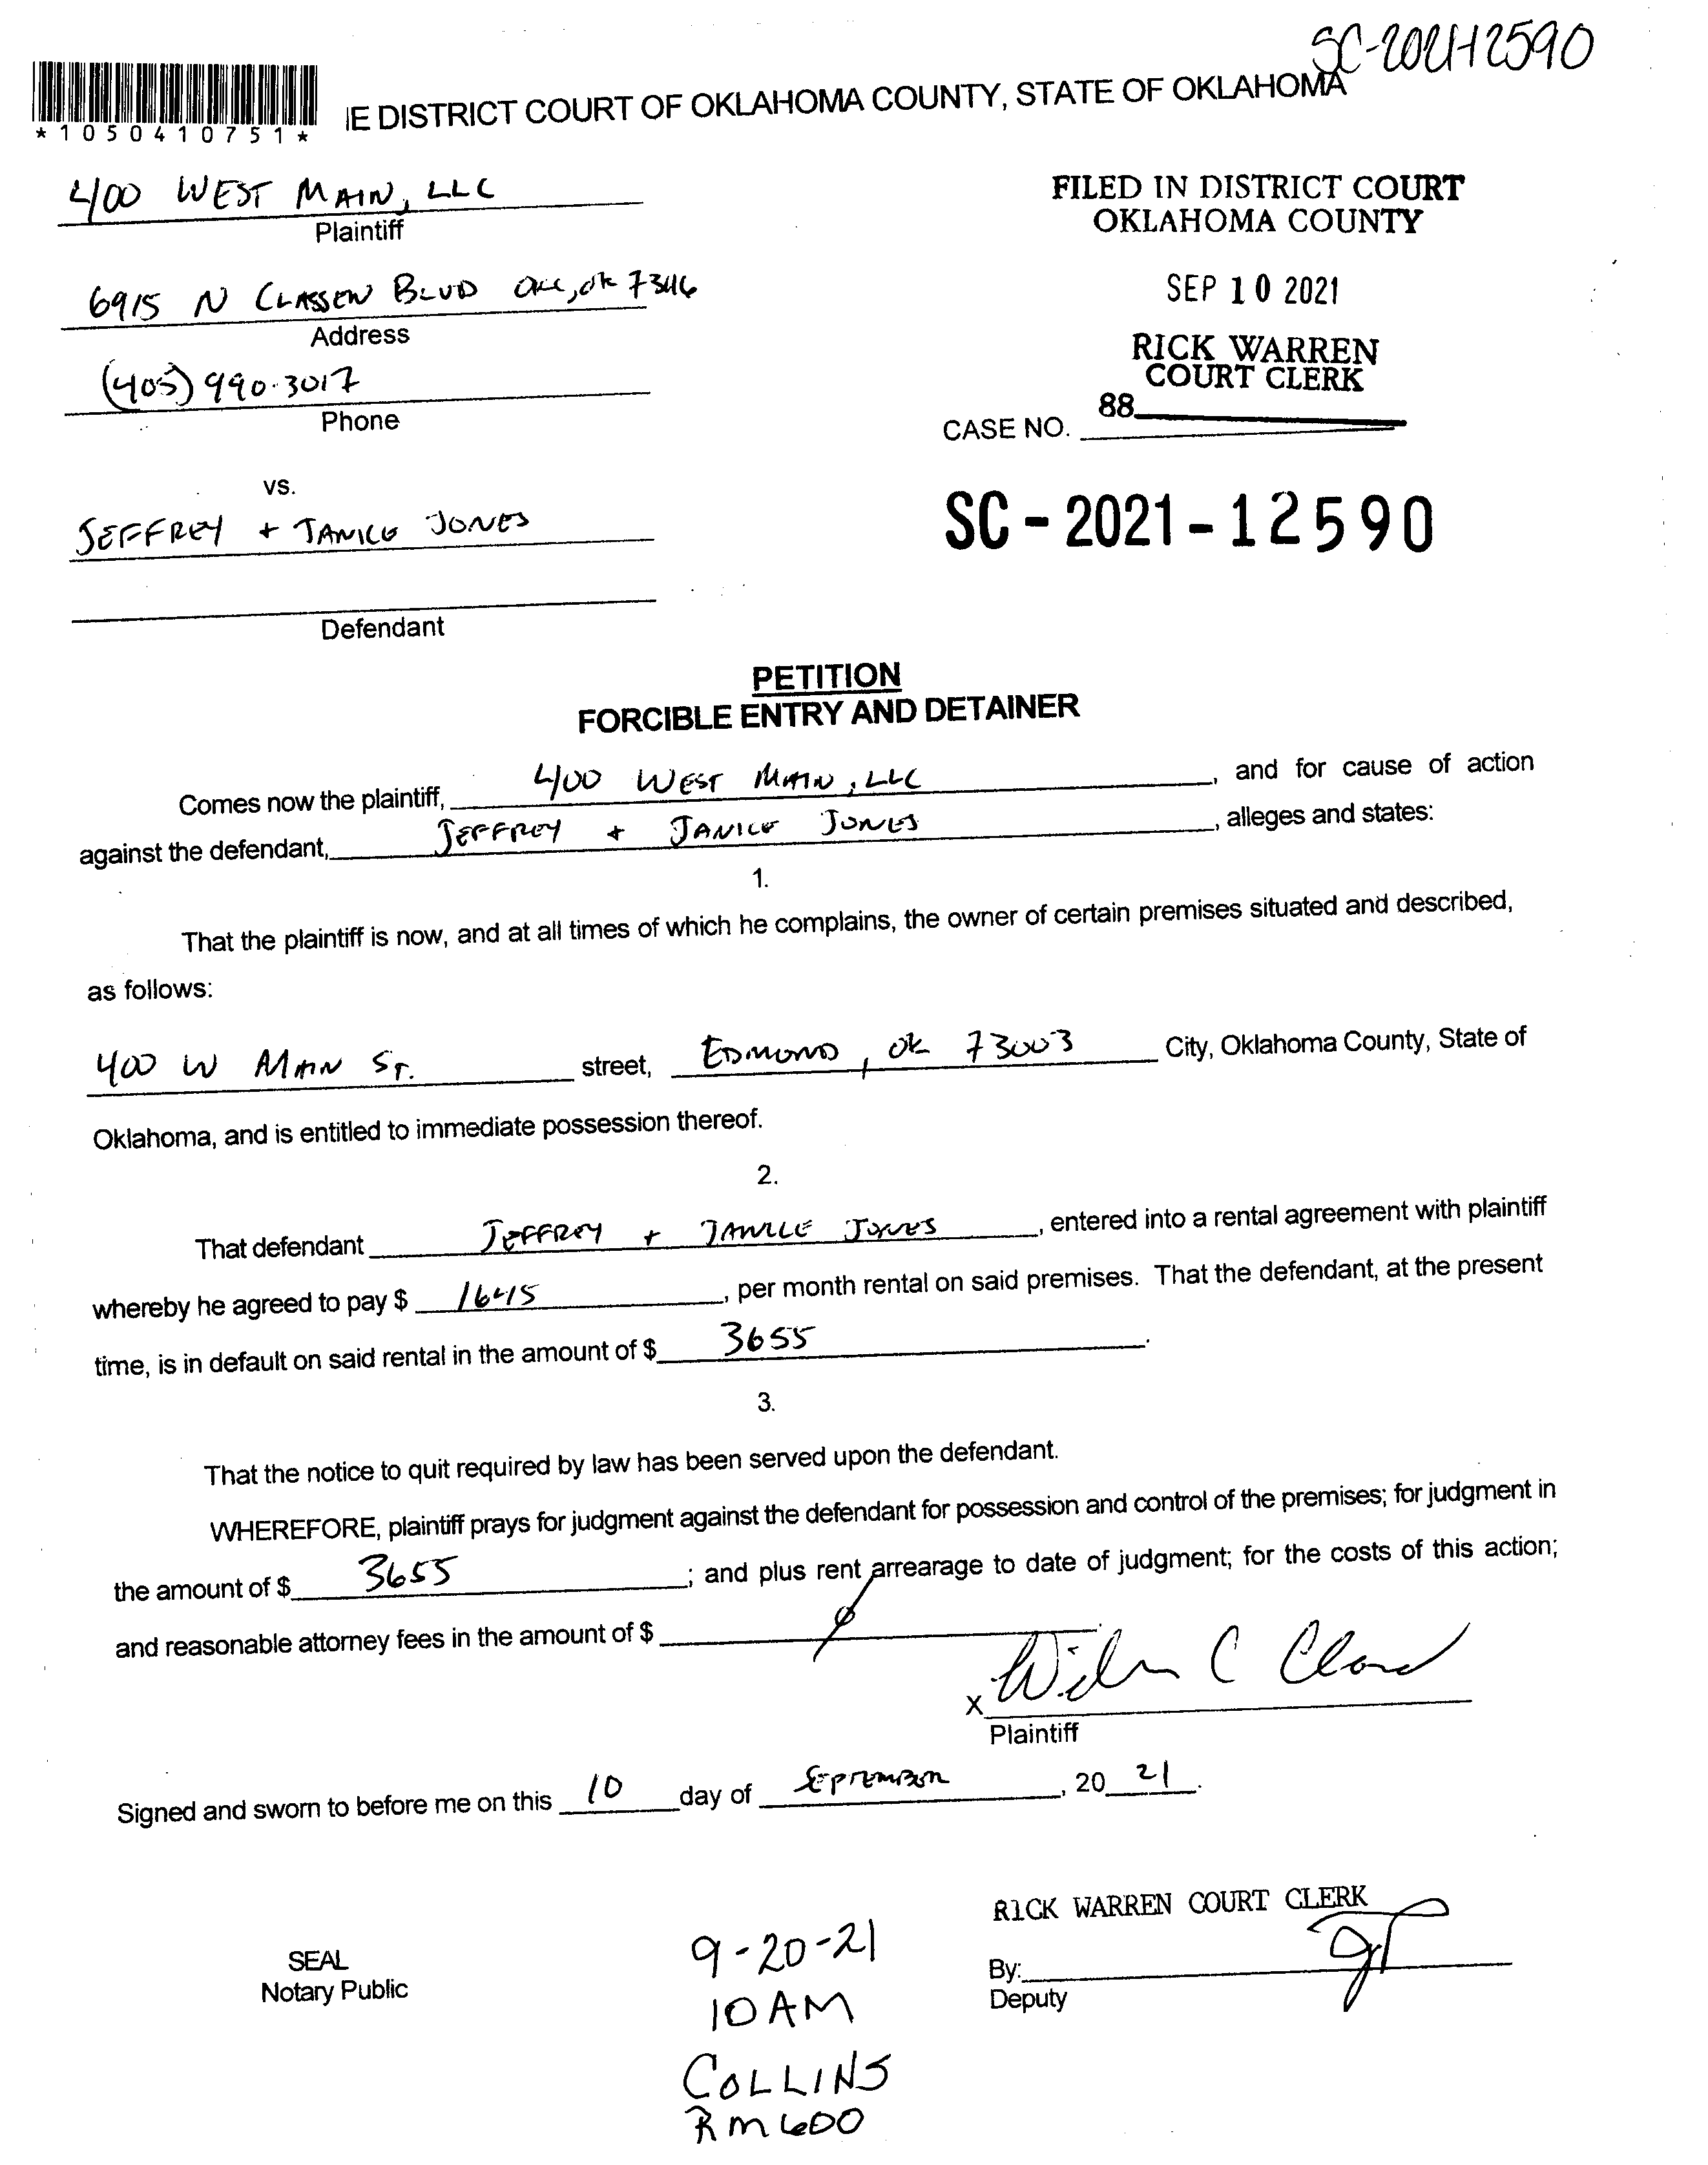 SC-2021-12590
*1050410751*
IE DISTRICT COURT OF OKLAHOMA COUNTY, STATE OF OKLAHOMA
400 WEST MAIN, LLC
Plaintiff
6915 N CLASSEN BLVD OKC, OK 73116
Address
(405) 990-3017
Phone
FILED IN DISTRICT COURT
OKLAHOMA COUNTY
SEP 10 2021
RICK WARREN
COURT CLERK
88
CASE NO.
SC-2021-12590
vs.
JEFFREY + JANICE JONES
Defendant
PETITION
FORCIBLE ENTRY AND DETAINER
Comes now the plaintiff, 400 WEST MAIN, LLC, and for cause of action
against the defendant, JEFFREY + JANICE JONES, alleges and states:
1.
That the plaintiff is now, and at all times of which he complains, the owner of certain premises situated and described,
as follows:
400 W MAIN ST. street, EDMOND, OK 73003 City, Oklahoma County, State of
Oklahoma, and is entitled to immediate possession thereof.
2.
That defendant JEFFREY + JANICE JONES, entered into a rental agreement with plaintiff
whereby he agreed to pay $ 1645, per month rental on said premises. That the defendant, at the present
time, is in default on said rental in the amount of $ 3655.
3.
That the notice to quit required by law has been served upon the defendant.
WHEREFORE, plaintiff prays for judgment against the defendant for possession and control of the premises; for judgment in
the amount of $ 3655; and plus rent arrearage to date of judgment; for the costs of this action;
and reasonable attorney fees in the amount of $ ∅
X
Plaintiff
Signed and sworn to before me on this 10 day of SEPTEMBER, 20 21.
RICK WARREN COURT CLERK
SEAL
Notary Public
By:
Deputy
9-20-21
10 AM
COLLINS
RM 600